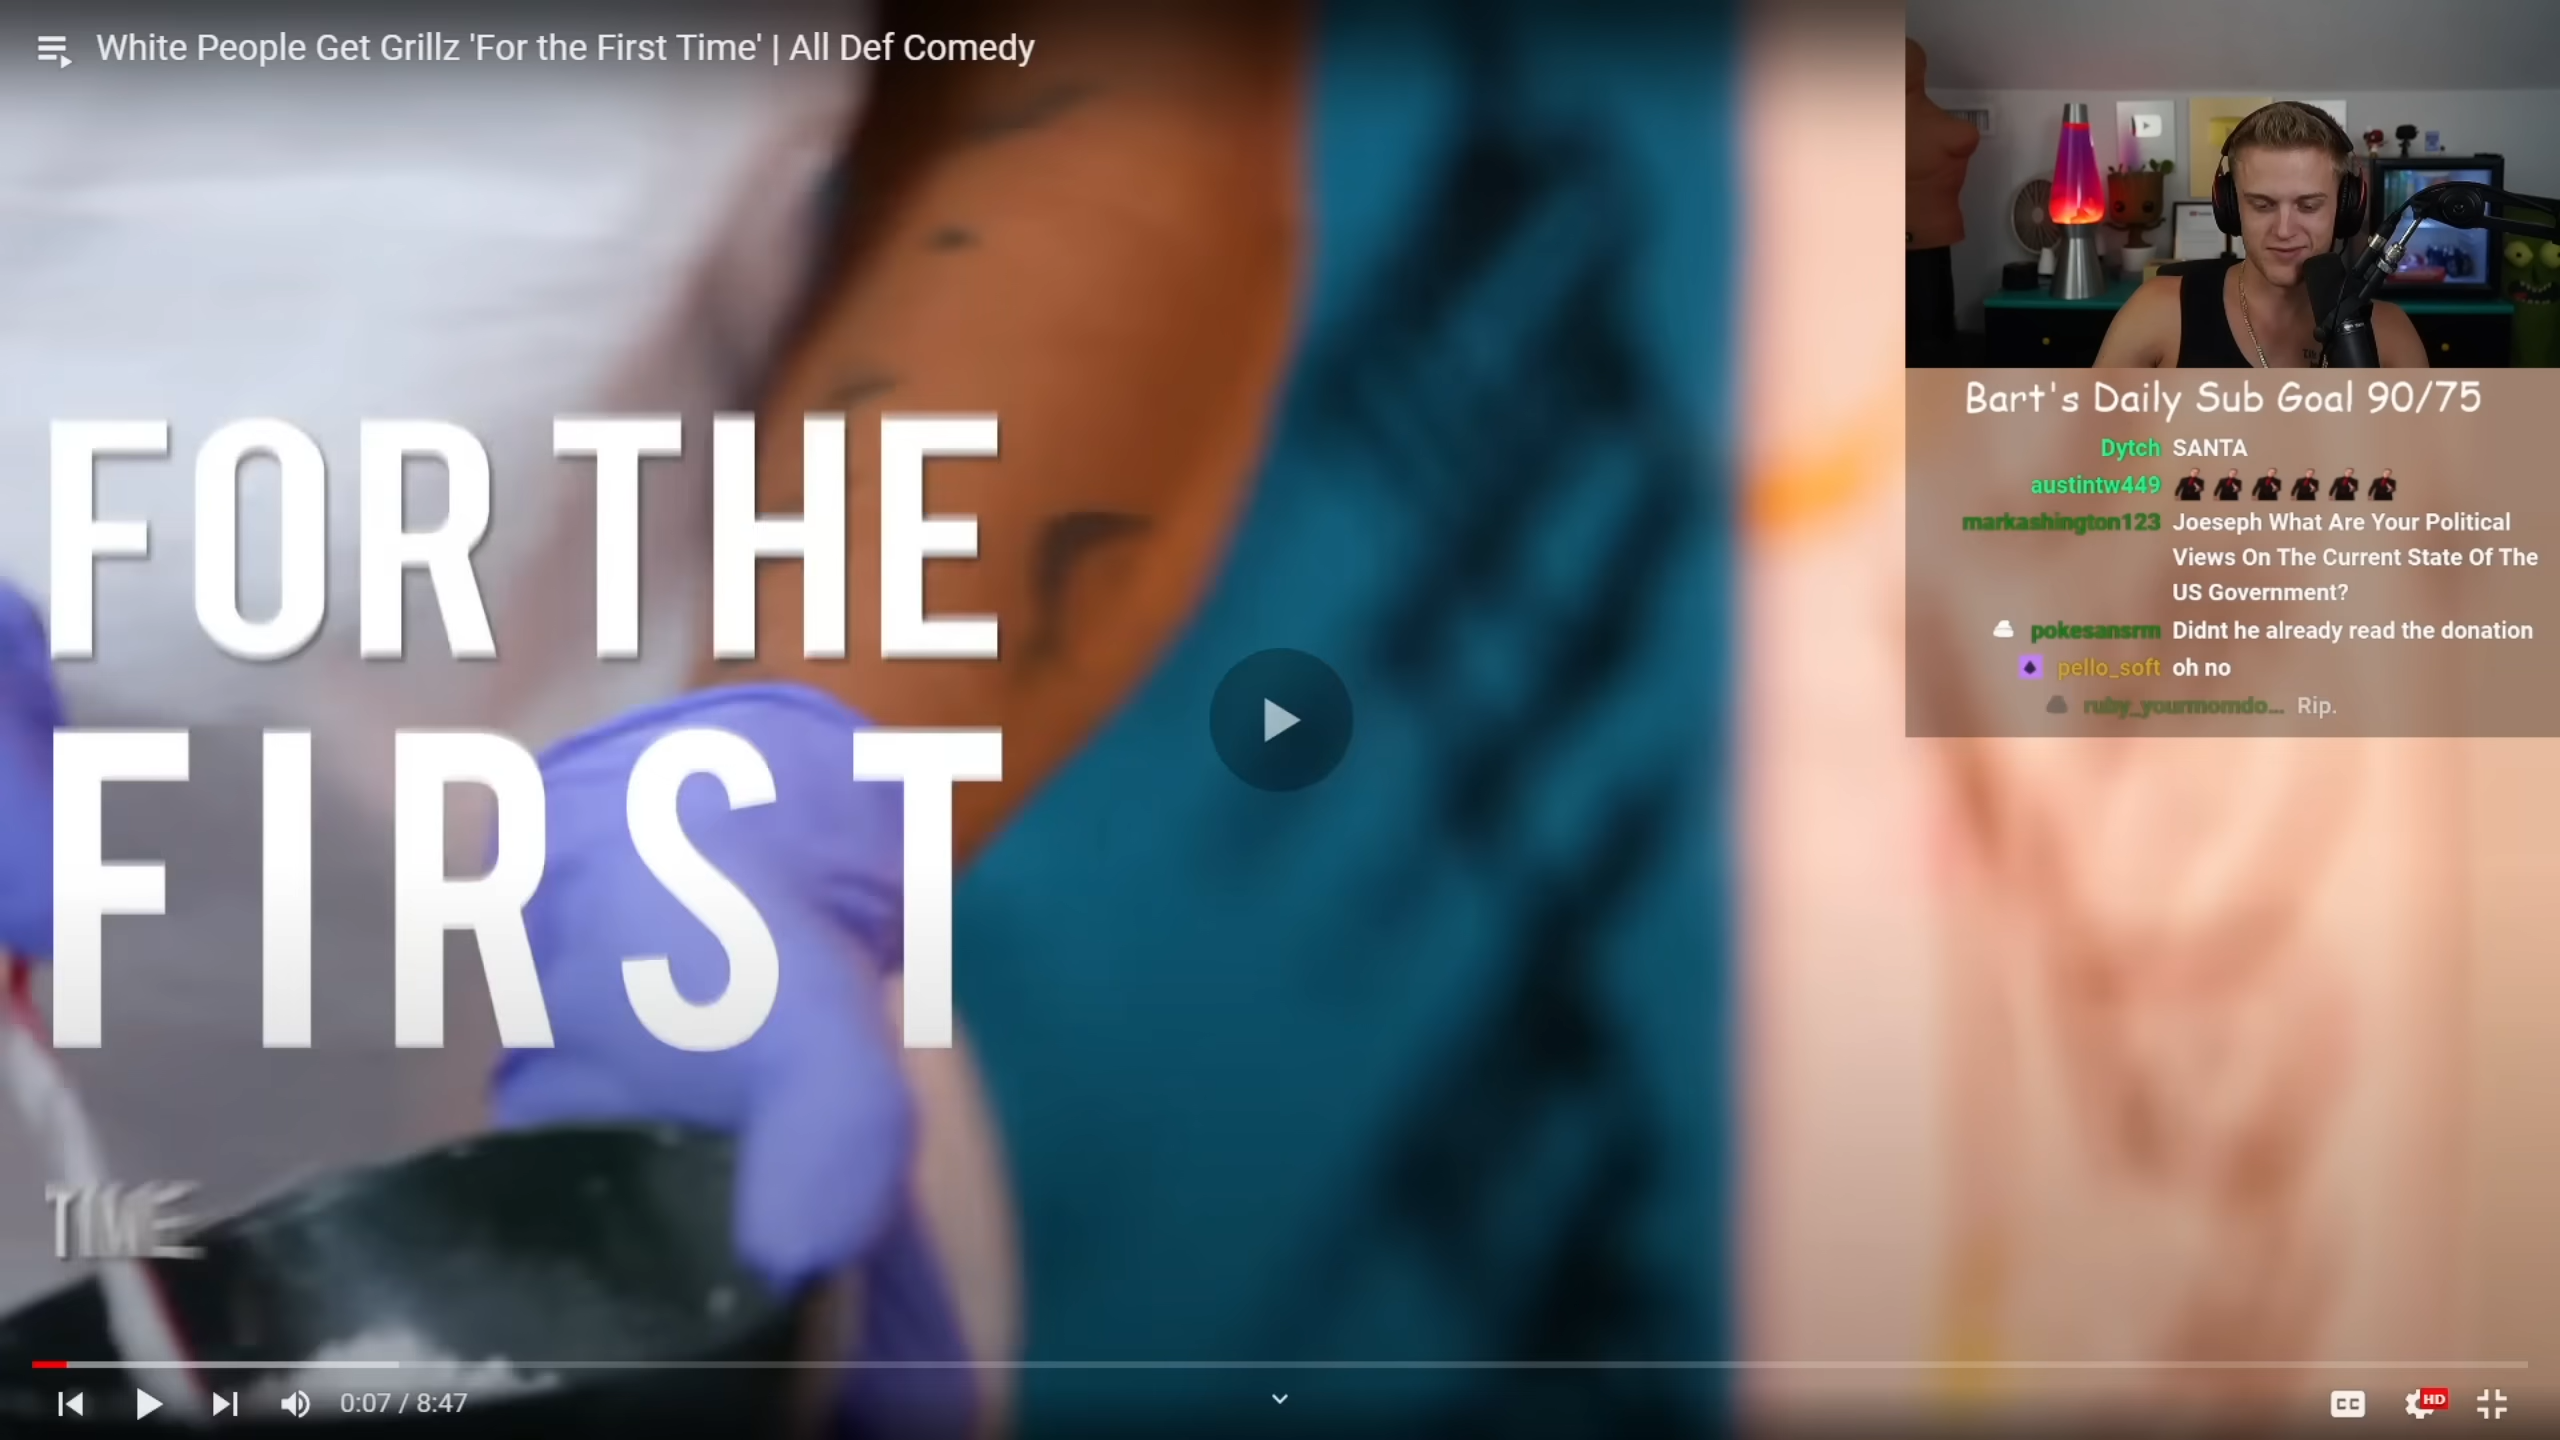 White People Get Grillz 'For the First Time' | All Def Comedy
FOR THE
FIRST
TIME
Bart's Daily Sub Goal 90/75
Dytch SANTA
austintw449
markashington123 Joeseph What Are Your Political
Views On The Current State Of The
US Government?
pokesansrm Didnt he already read the donation
pello_soft oh no
ruby_yourmomdo... Rip.
0:07 / 8:47
CC
HD